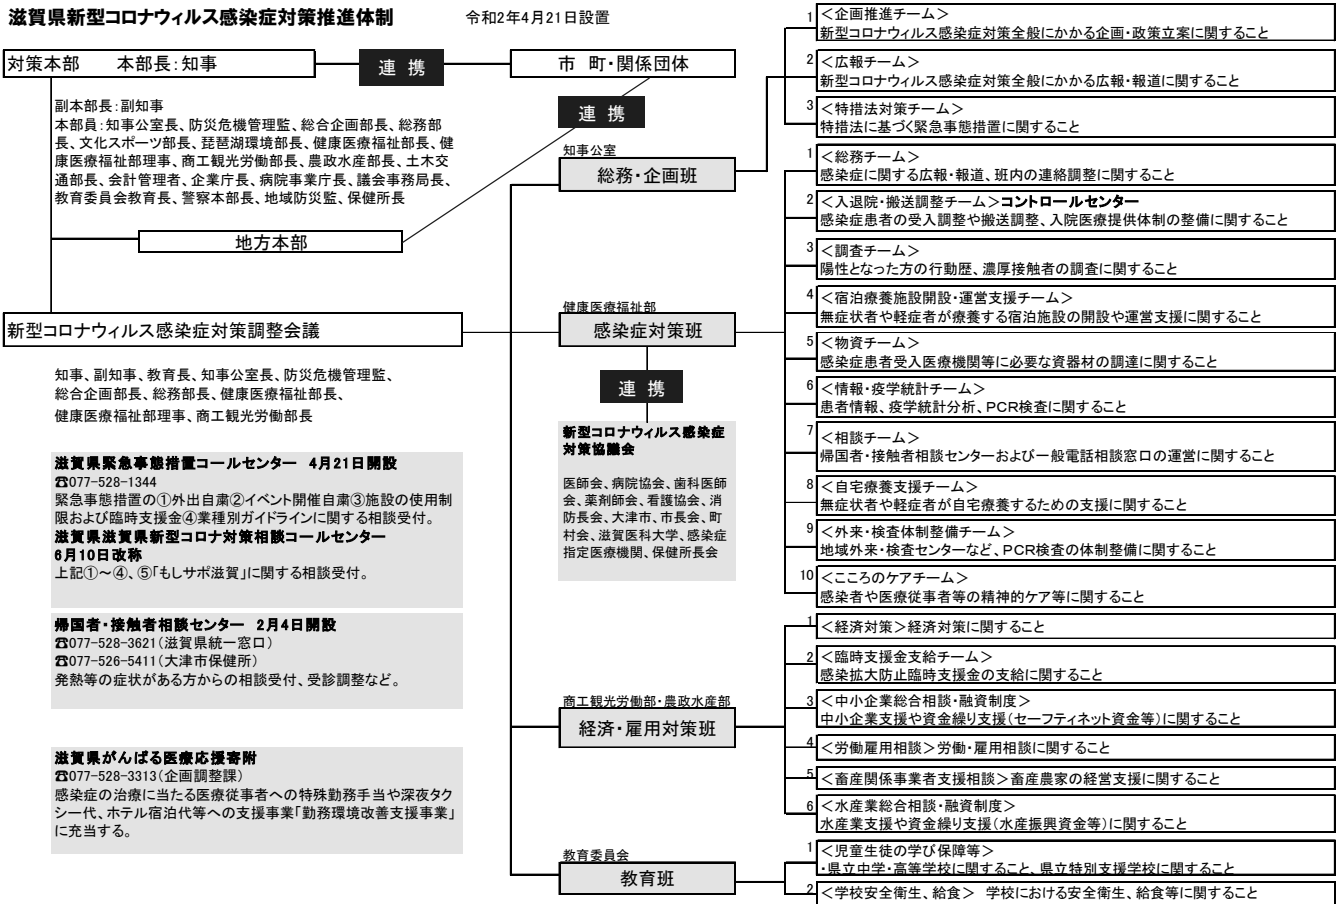 滋賀県新型コロナウィルス感染症対策推進体制
令和2年4月21日設置
対策本部　本部長：知事
連 携
市 町・関係団体
副本部長：副知事
本部員：知事公室長、防災危機管理監、総合企画部長、総務部
長、文化スポーツ部長、琵琶湖環境部長、健康医療福祉部長、健
康医療福祉部理事、商工観光労働部長、農政水産部長、土木交
通部長、会計管理者、企業庁長、病院事業庁長、議会事務局長、
教育委員会教育長、警察本部長、地域防災監、保健所長
連 携
地方本部
新型コロナウィルス感染症対策調整会議
知事、副知事、教育長、知事公室長、防災危機管理監、
総合企画部長、総務部長、健康医療福祉部長、
健康医療福祉部理事、商工観光労働部長
滋賀県緊急事態措置コールセンター　4月21日開設
☎077-528-1344
緊急事態措置の①外出自粛②イベント開催自粛③施設の使用制
限および臨時支援金④業種別ガイドラインに関する相談受付。
滋賀県滋賀県新型コロナ対策相談コールセンター
6月10日改称
上記①～④、⑤「もしサポ滋賀」に関する相談受付。
帰国者・接触者相談センター　2月4日開設
☎077-528-3621（滋賀県統一窓口）
☎077-526-5411（大津市保健所）
発熱等の症状がある方からの相談受付、受診調整など。
滋賀県がんばる医療応援寄附
☎077-528-3313（企画調整課）
感染症の治療に当たる医療従事者への特殊勤務手当や深夜タク
シー代、ホテル宿泊代等への支援事業「勤務環境改善支援事業」
に充当する。
知事公室
総務・企画班
1
＜企画推進チーム＞
新型コロナウィルス感染症対策全般にかかる企画・政策立案に関すること
2
＜広報チーム＞
新型コロナウィルス感染症対策全般にかかる広報・報道に関すること
3
＜特措法対策チーム＞
特措法に基づく緊急事態措置に関すること
健康医療福祉部
感染症対策班
連 携
新型コロナウィルス感染症
対策協議会
医師会、病院協会、歯科医師
会、薬剤師会、看護協会、消
防長会、大津市、市長会、町
村会、滋賀医科大学、感染症
指定医療機関、保健所長会
1
＜総務チーム＞
感染症に関する広報・報道、班内の連絡調整に関すること
2
＜入退院・搬送調整チーム＞コントロールセンター
感染症患者の受入調整や搬送調整、入院医療提供体制の整備に関すること
3
＜調査チーム＞
陽性となった方の行動歴、濃厚接触者の調査に関すること
4
＜宿泊療養施設開設・運営支援チーム＞
無症状者や軽症者が療養する宿泊施設の開設や運営支援に関すること
5
＜物資チーム＞
感染症患者受入医療機関等に必要な資器材の調達に関すること
6
＜情報・疫学統計チーム＞
患者情報、疫学統計分析、PCR検査に関すること
7
＜相談チーム＞
帰国者・接触者相談センターおよび一般電話相談窓口の運営に関すること
8
＜自宅療養支援チーム＞
無症状者や軽症者が自宅療養するための支援に関すること
9
＜外来・検査体制整備チーム＞
地域外来・検査センターなど、PCR検査の体制整備に関すること
10
＜こころのケアチーム＞
感染者や医療従事者等の精神的ケア等に関すること
商工観光労働部・農政水産部
経済・雇用対策班
1
＜経済対策＞経済対策に関すること
2
＜臨時支援金支給チーム＞
感染拡大防止臨時支援金の支給に関すること
3
＜中小企業総合相談・融資制度＞
中小企業支援や資金繰り支援（セーフティネット資金等）に関すること
4
＜労働雇用相談＞労働・雇用相談に関すること
5
＜畜産関係事業者支援相談＞畜産農家の経営支援に関すること
6
＜水産業総合相談・融資制度＞
水産業支援や資金繰り支援（水産振興資金等）に関すること
教育委員会
教育班
1
＜児童生徒の学び保障等＞
・県立中学・高等学校に関すること、県立特別支援学校に関すること
2
＜学校安全衛生、給食＞　学校における安全衛生、給食等に関すること